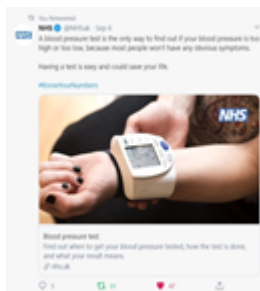 You Retweeted
NHS @NHSuk · Sep 6
A blood pressure test is the only way to find out if your blood pressure is too
high or too low, because most people won't have any obvious symptoms.
Having a test is easy and could save your life.
#KnowYourNumbers
NHS
NHS
Blood pressure test
Find out when to get your blood pressure tested, how the test is done,
and what your result means.
nhs.uk